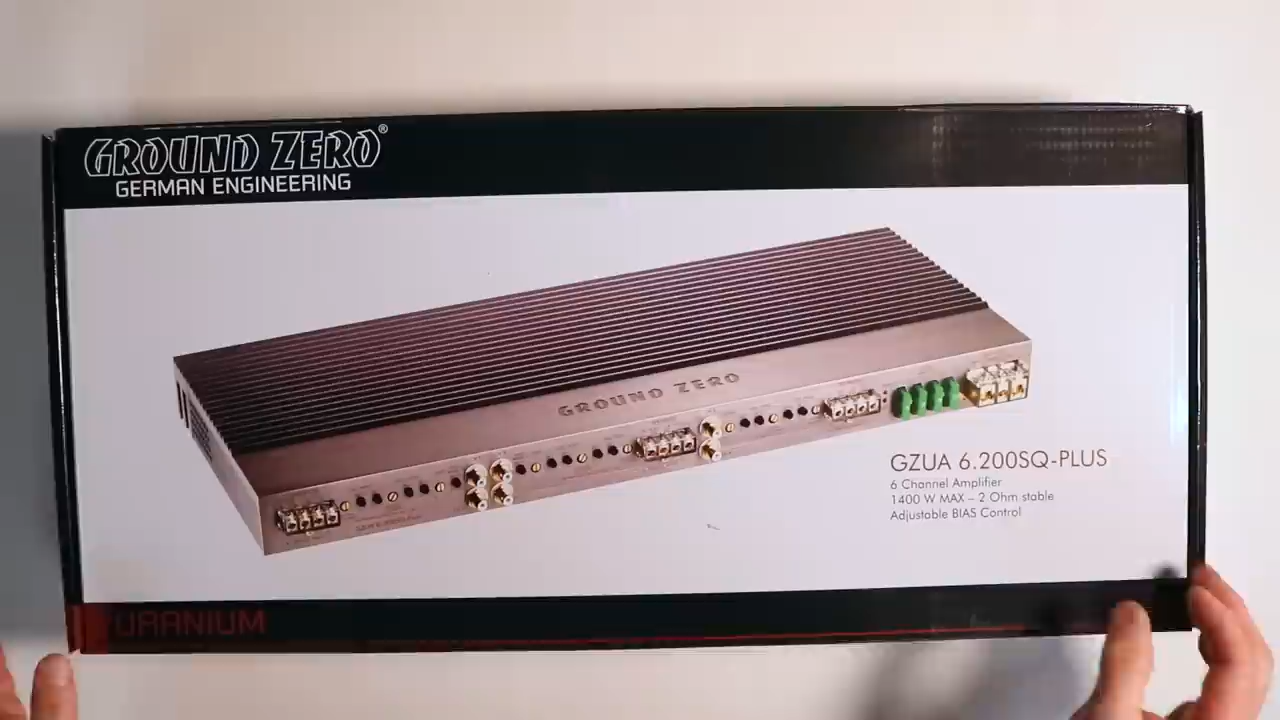 GROUND ZERO®
GERMAN ENGINEERING
GROUND ZERO
GZUA 6.200SQ-PLUS
6 Channel Amplifier
1400 W MAX – 2 Ohm stable
Adjustable BIAS Control
URANIUM